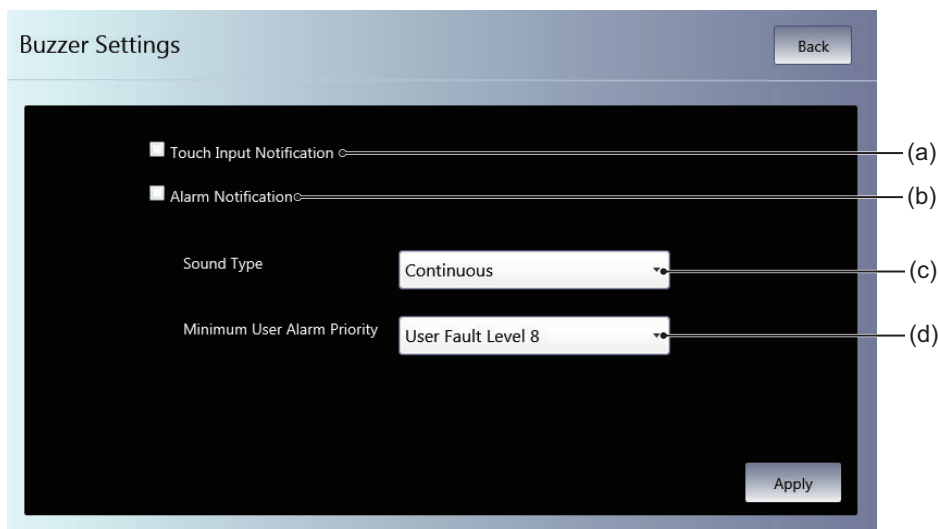 Buzzer Settings
Back
Touch Input Notification
(a)
Alarm Notification
(b)
Sound Type
Continuous
(c)
Minimum User Alarm Priority
User Fault Level 8
(d)
Apply